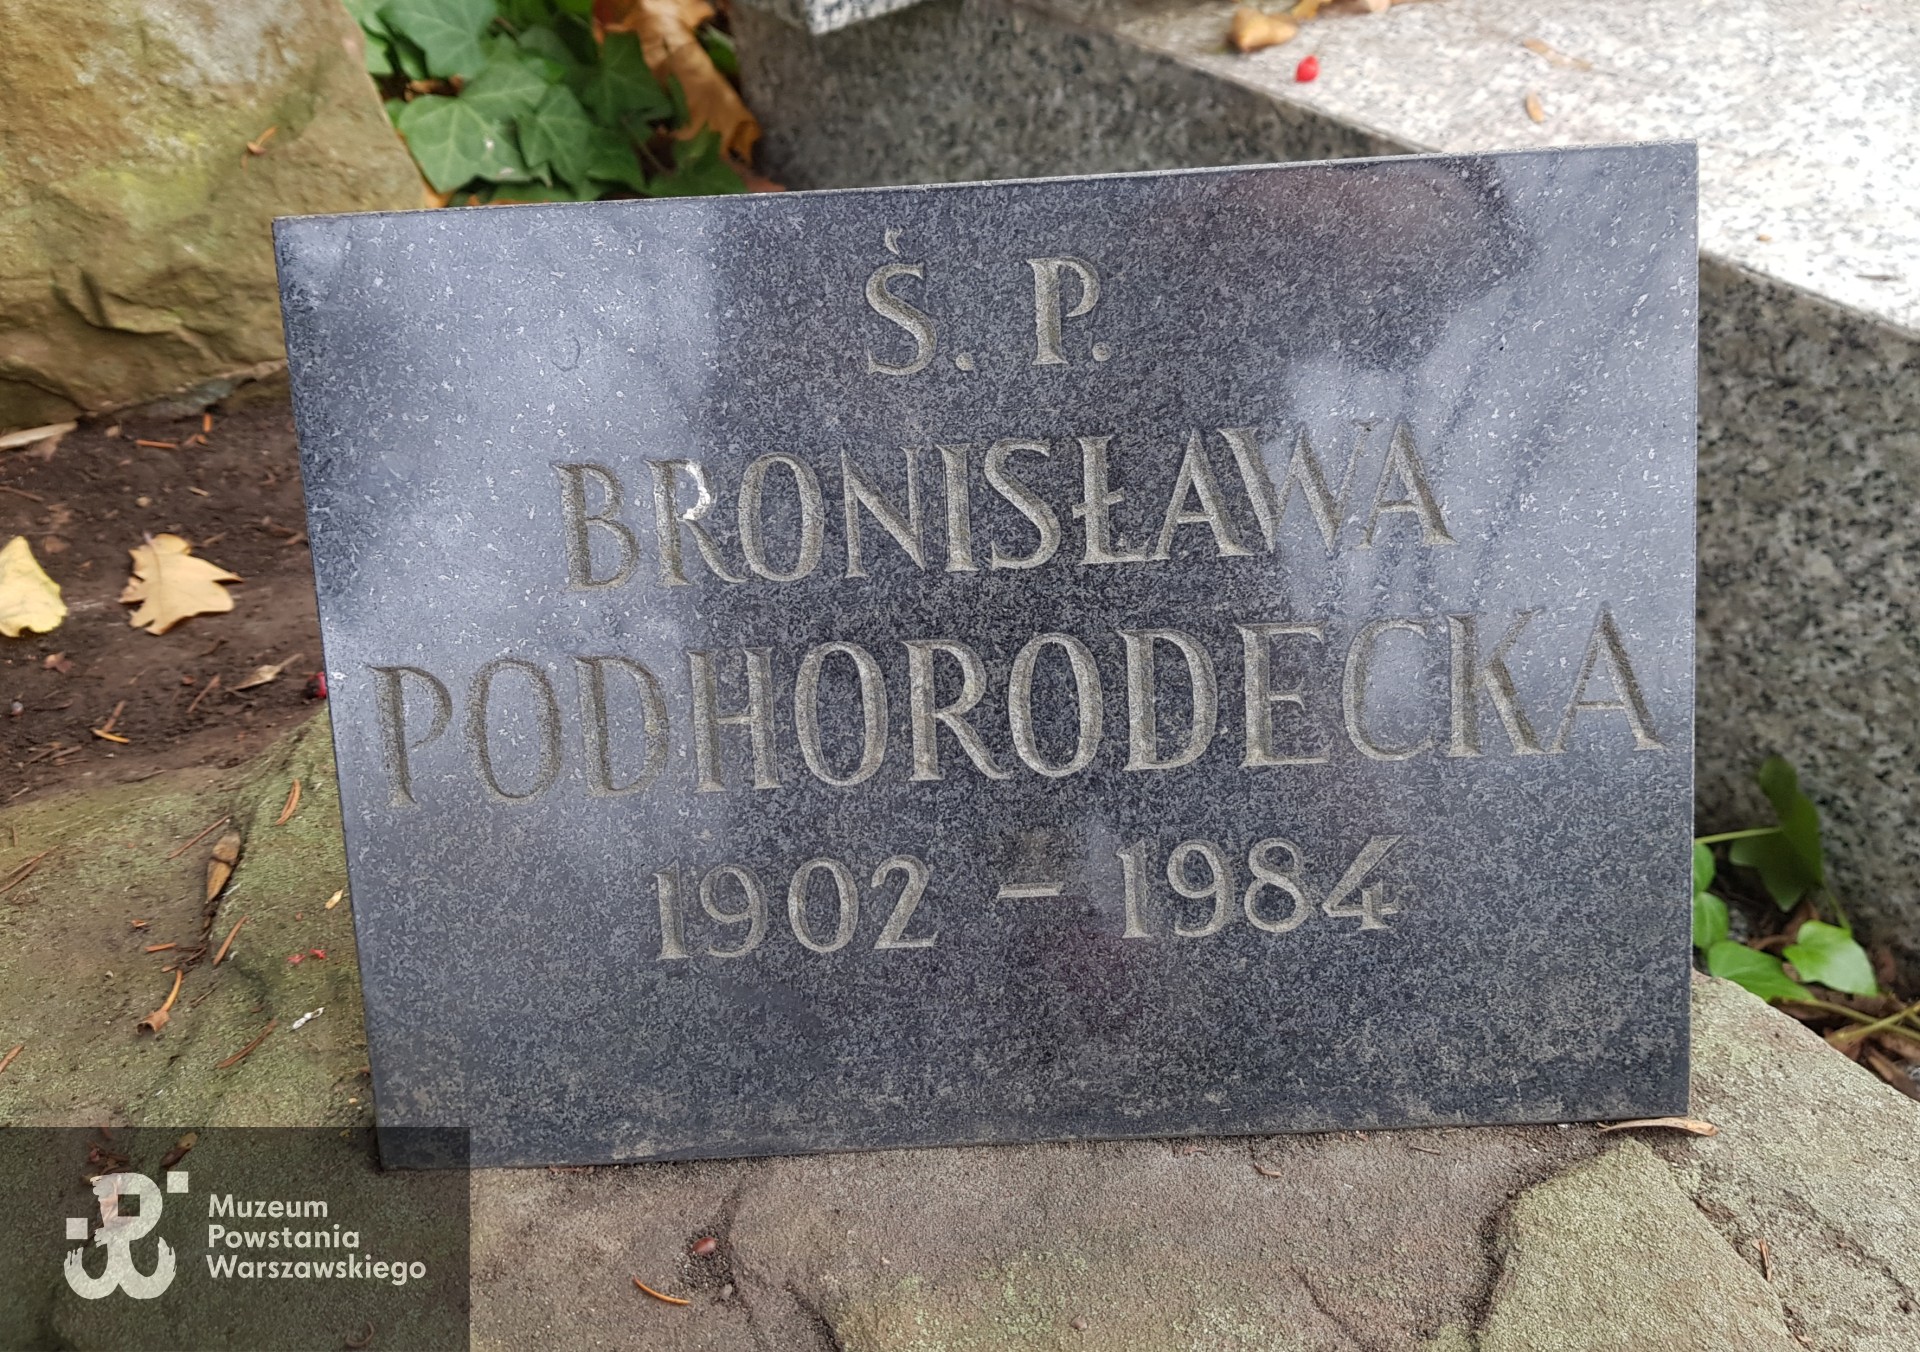 Ś. P.
BRONISŁAWA
PODHORODECKA
1902 - 1984
Muzeum
Powstania
Warszawskiego